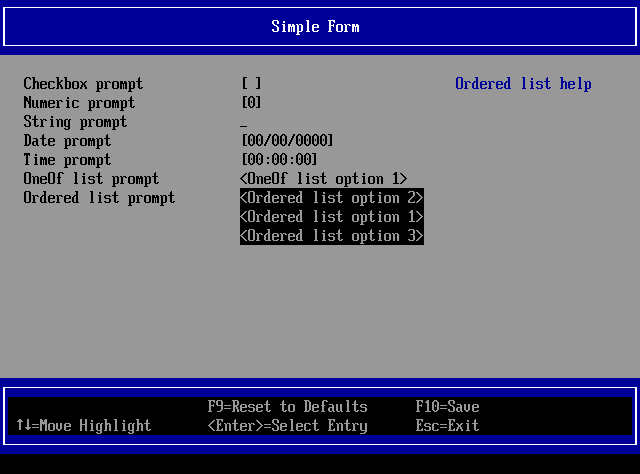 Simple Form
Checkbox prompt [ ] Ordered list help
Numeric prompt [0]
String prompt _
Date prompt [00/00/0000]
Time prompt [00:00:00]
OneOf list prompt <OneOf list option 1>
Ordered list prompt <Ordered list option 2>
<Ordered list option 1>
<Ordered list option 3>
F9=Reset to Defaults F10=Save
↑↓=Move Highlight <Enter>=Select Entry Esc=Exit